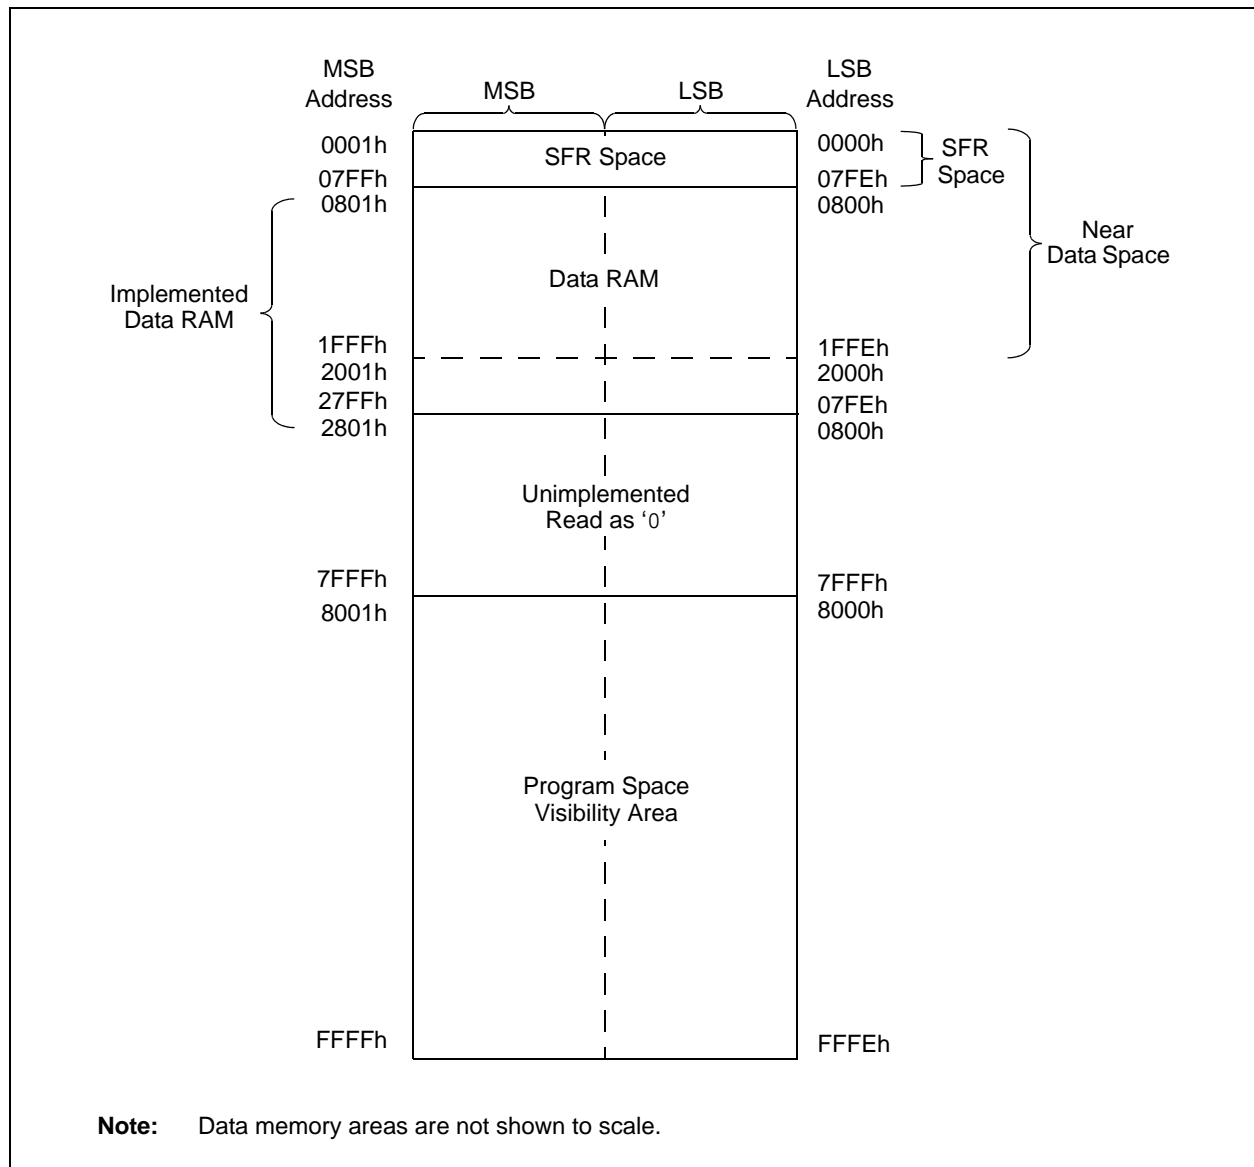 MSB
Address
MSB
LSB
LSB
Address
0001h
SFR Space
0000h
SFR
Space
07FFh
07FEh
0801h
0800h
Near
Data Space
Implemented
Data RAM
Data RAM
1FFFh
1FFEh
2001h
2000h
27FFh
07FEh
2801h
0800h
Unimplemented
Read as ‘0’
7FFFh
7FFFh
8001h
8000h
Program Space
Visibility Area
FFFFh
FFFEh
Note: Data memory areas are not shown to scale.